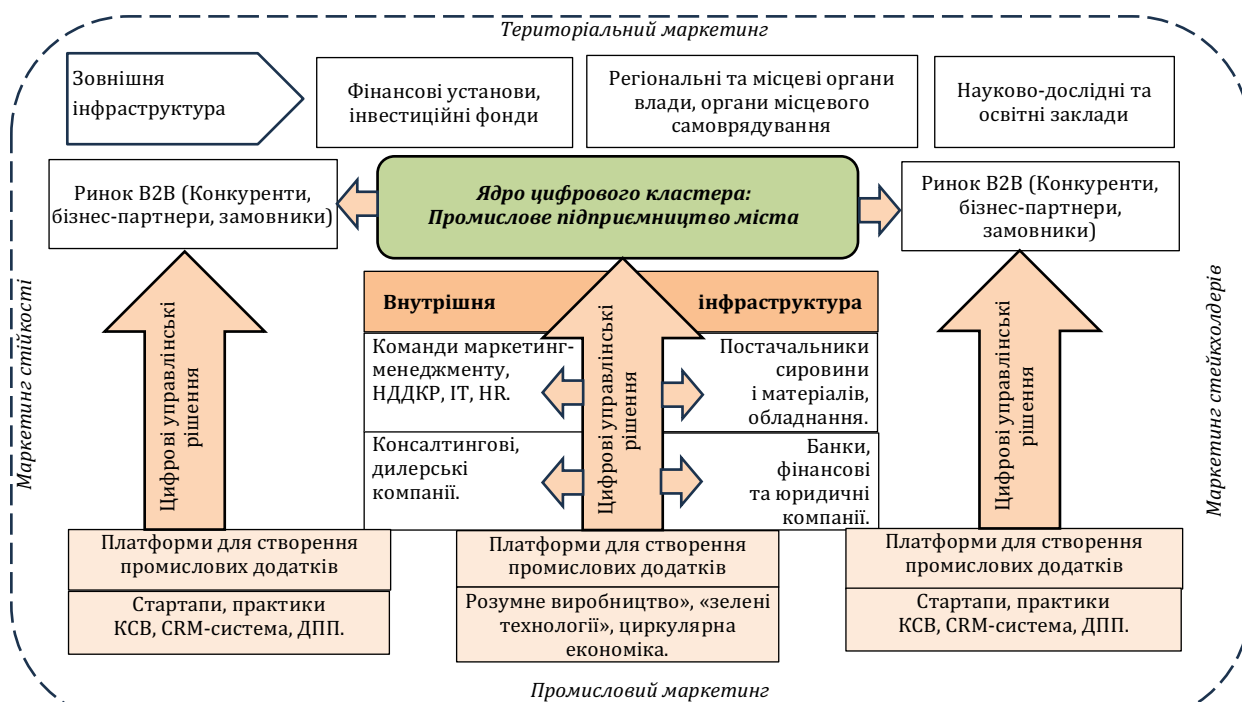 Територіальний маркетинг
Зовнішня
інфраструктура
Фінансові установи,
інвестиційні фонди
Регіональні та місцеві органи
влади, органи місцевого
самоврядування
Науково-дослідні та
освітні заклади
Ринок B2B (Конкуренти,
бізнес-партнери, замовники)
Ядро цифрового кластера:
Промислове підприємництво міста
Ринок B2B (Конкуренти,
бізнес-партнери,
замовники)
Маркетинг стійкості
Цифрові управлінські
рішення
Внутрішня інфраструктура
Команди маркетинг-
менеджменту,
НДДКР, IT, HR.
Консалтингові,
дилерські
компанії.
Цифрові управлінські
рішення
Постачальники
сировини
і матеріалів,
обладнання.
Банки,
фінансові
та юридичні
компанії.
Цифрові управлінські
рішення
Маркетинг стейкхолдерів
Платформи для створення
промислових додатків
Стартапи, практики
КСВ, CRM-система, ДПП.
Платформи для створення
промислових додатків
Розумне виробництво», «зелені
технології», циркулярна
економіка.
Платформи для створення
промислових додатків
Стартапи, практики
КСВ, CRM-система, ДПП.
Промисловий маркетинг